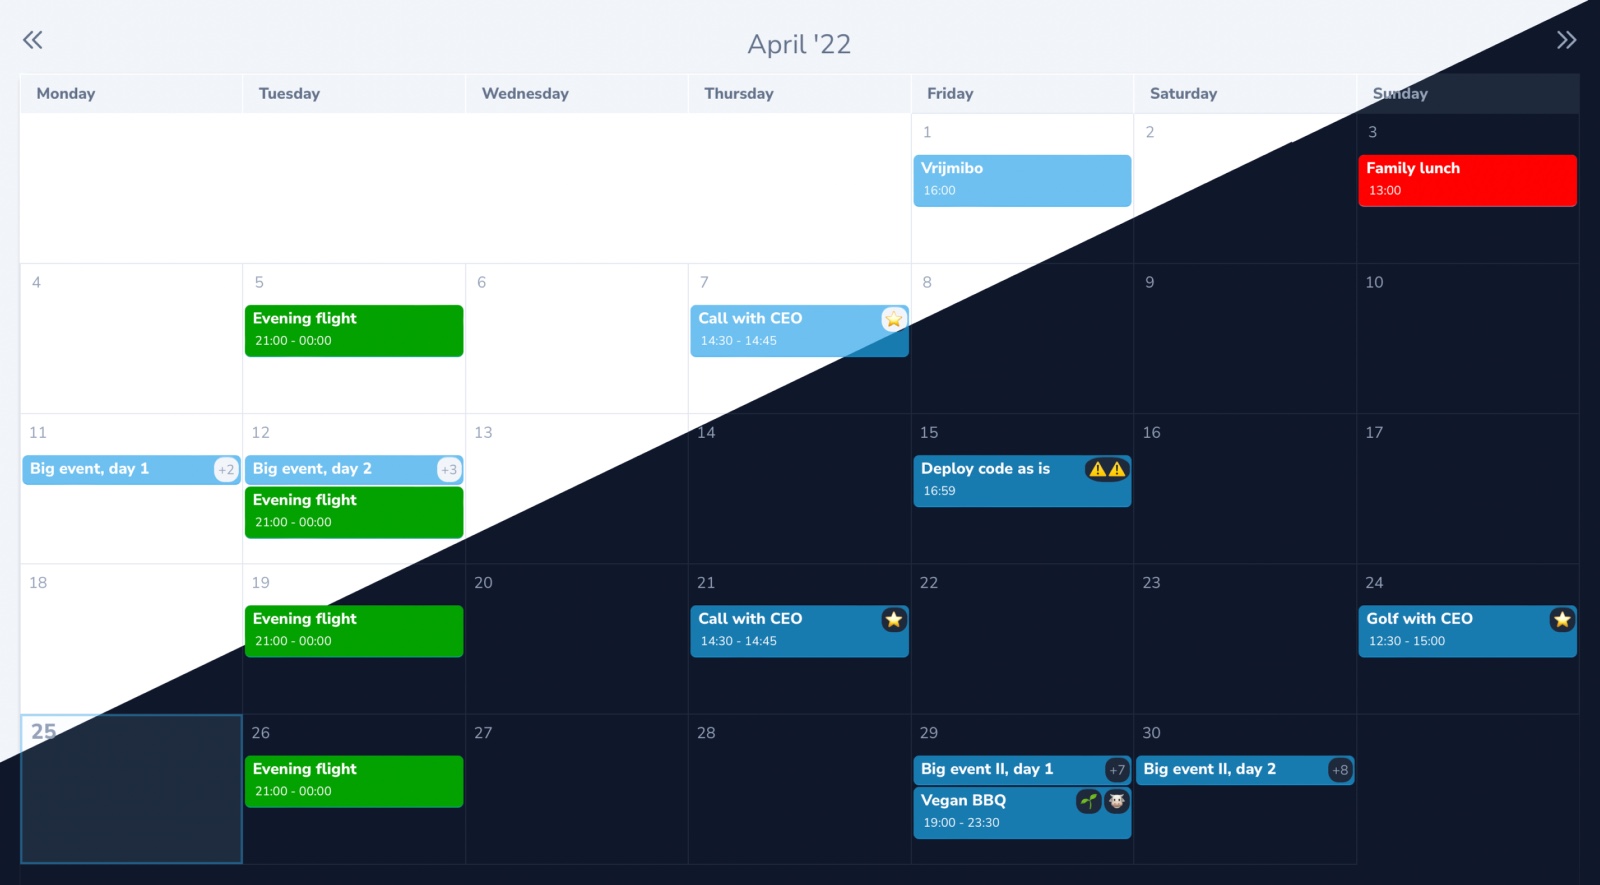 April '22
Monday Tuesday Wednesday Thursday Friday Saturday Sunday
1 2 3
Vrijmibo Family lunch
16:00 13:00
4 5 6 7 8 9 10
Evening flight Call with CEO
21:00 - 00:00 14:30 - 14:45
11 12 13 14 15 16 17
Big event, day 1 +2 Big event, day 2 +3 Deploy code as is
16:59
Evening flight
21:00 - 00:00
18 19 20 21 22 23 24
Evening flight Call with CEO Golf with CEO
21:00 - 00:00 14:30 - 14:45 12:30 - 15:00
25 26 27 28 29 30
Evening flight Big event II, day 1 +7 Big event II, day 2 +8
21:00 - 00:00
Vegan BBQ
19:00 - 23:30